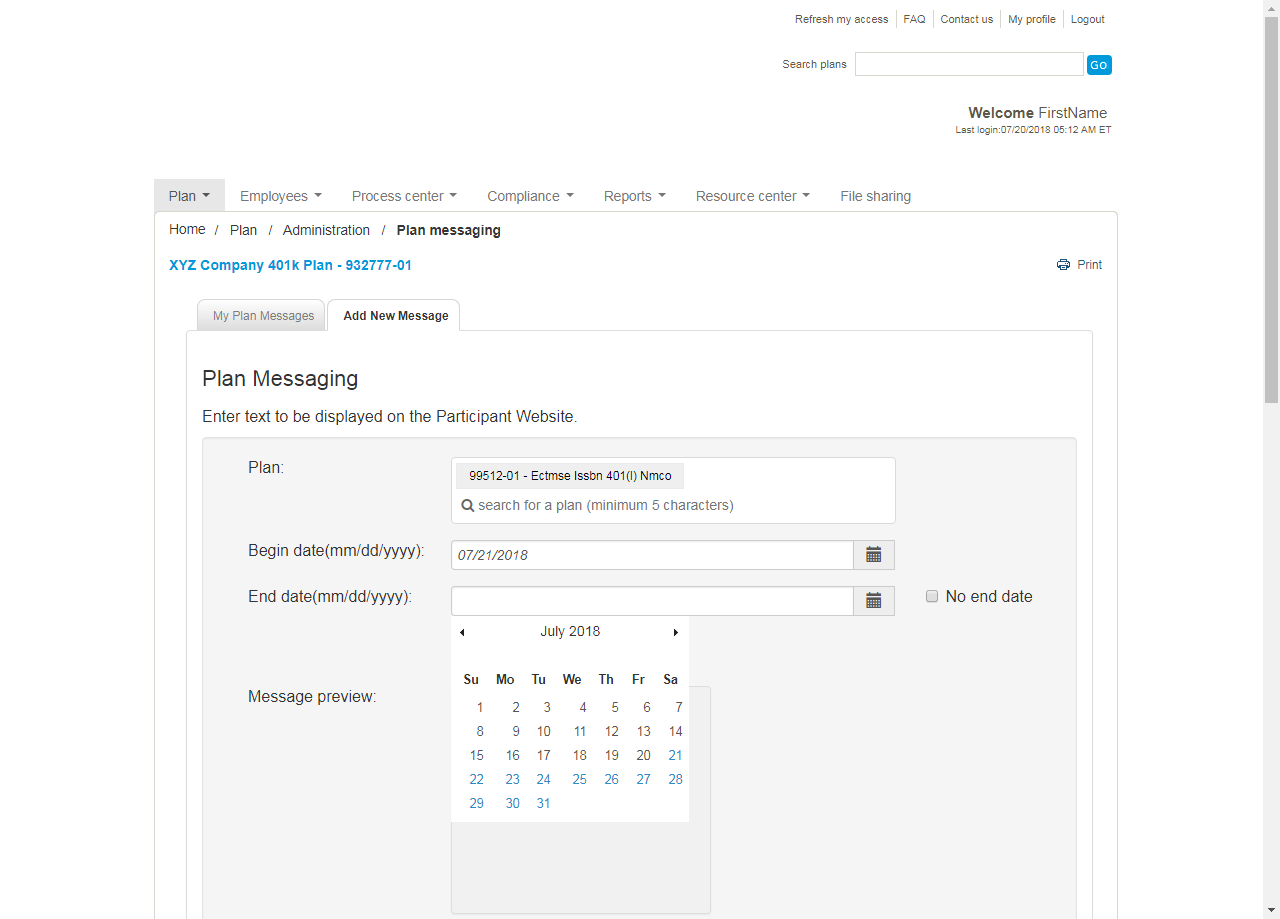 Refresh my access FAQ Contact us My profile Logout
Search plans Go
Welcome FirstName
Last login:07/20/2018 05:12 AM ET
Plan Employees Process center Compliance Reports Resource center File sharing
Home / Plan / Administration / Plan messaging
XYZ Company 401k Plan - 932777-01 Print
My Plan Messages Add New Message
Plan Messaging
Enter text to be displayed on the Participant Website.
Plan: 99512-01 - Ectmse Issbn 401(l) Nmco
search for a plan (minimum 5 characters)
Begin date(mm/dd/yyyy): 07/21/2018
End date(mm/dd/yyyy): No end date
July 2018
Su Mo Tu We Th Fr Sa
Message preview:
1 2 3 4 5 6 7
8 9 10 11 12 13 14
15 16 17 18 19 20 21
22 23 24 25 26 27 28
29 30 31